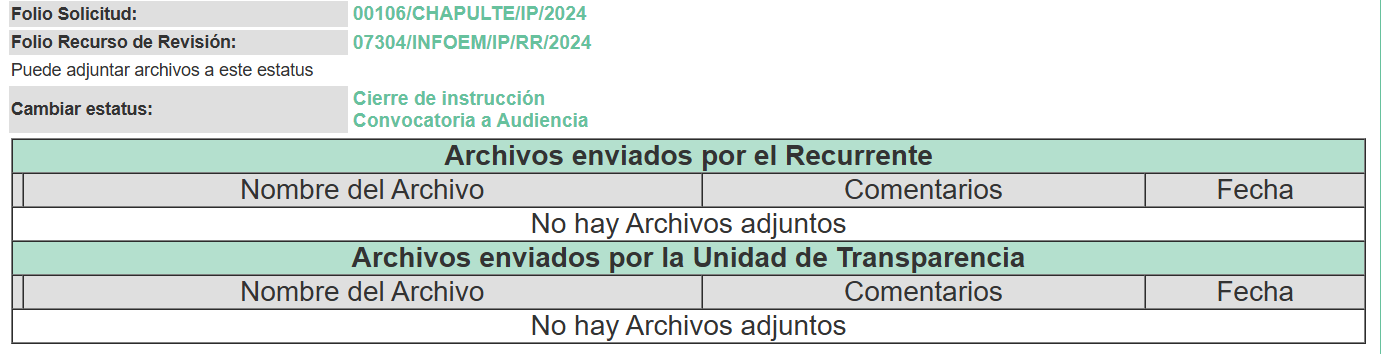 Folio Solicitud: 00106/CHAPULTE/IP/2024
Folio Recurso de Revisión: 07304/INFOEM/IP/RR/2024
Puede adjuntar archivos a este estatus
Cambiar estatus: Cierre de instrucción
Convocatoria a Audiencia
Archivos enviados por el Recurrente
Nombre del Archivo Comentarios Fecha
No hay Archivos adjuntos
Archivos enviados por la Unidad de Transparencia
Nombre del Archivo Comentarios Fecha
No hay Archivos adjuntos